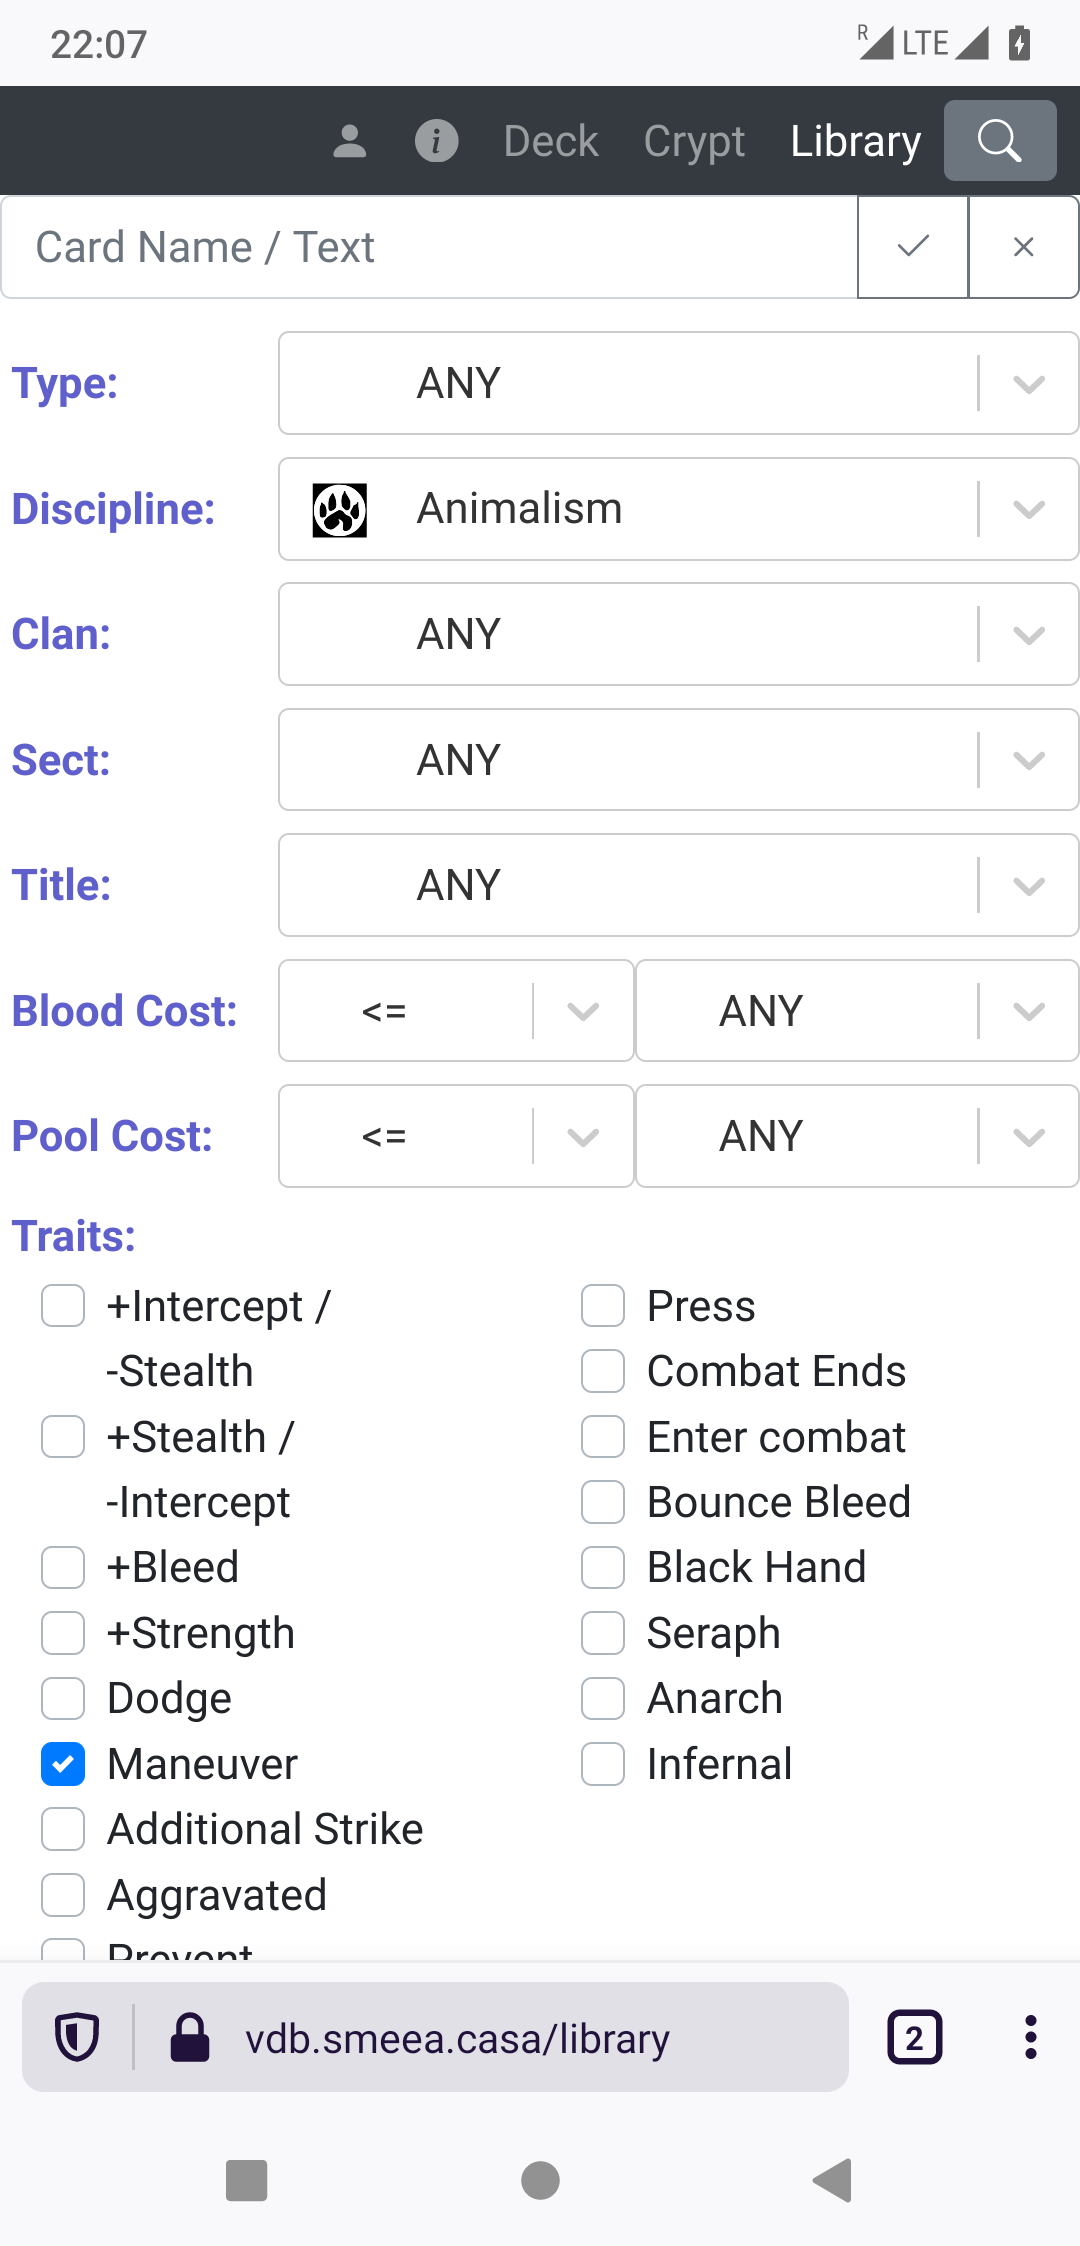 22:07
R LTE
i Deck Crypt Library
Card Name / Text
Type: ANY
Discipline: Animalism
Clan: ANY
Sect: ANY
Title: ANY
Blood Cost: <= ANY
Pool Cost: <= ANY
Traits:
+Intercept /
-Stealth
+Stealth /
-Intercept
+Bleed
+Strength
Dodge
Maneuver
Additional Strike
Aggravated
Prevent
Press
Combat Ends
Enter combat
Bounce Bleed
Black Hand
Seraph
Anarch
Infernal
vdb.smeea.casa/library
2